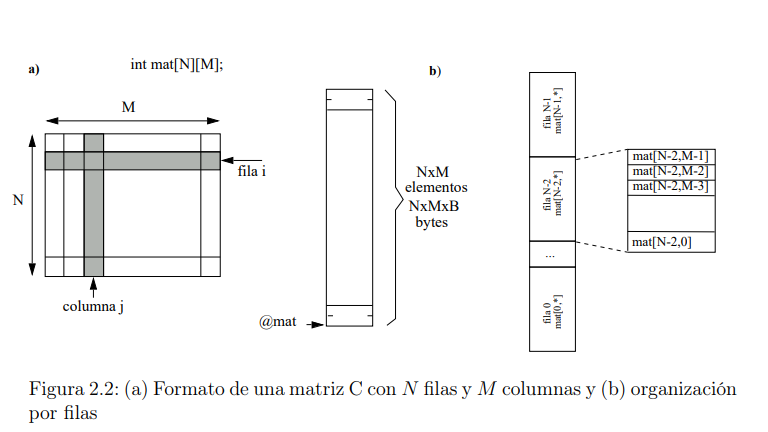 a)
int mat[N][M];
M
N
fila i
columna j
@mat
NxM
elementos
NxMxB
bytes
b)
fila N-1
mat[N-1,*]
fila N-2
mat[N-2,*]
...
fila 0
mat[0,*]
mat[N-2,M-1]
mat[N-2,M-2]
mat[N-2,M-3]
mat[N-2,0]
Figura 2.2: (a) Formato de una matriz C con N filas y M columnas y (b) organización
por filas